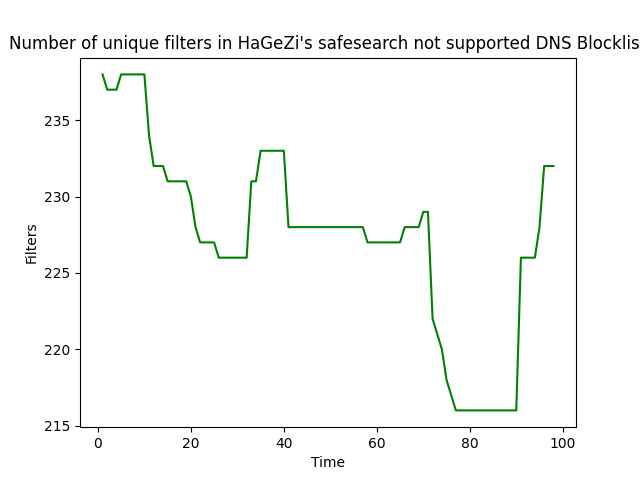 Number of unique filters in HaGeZi's safesearch not supported DNS Blocklis
235
230
225
220
215
Filters
0 20 40 60 80 100
Time